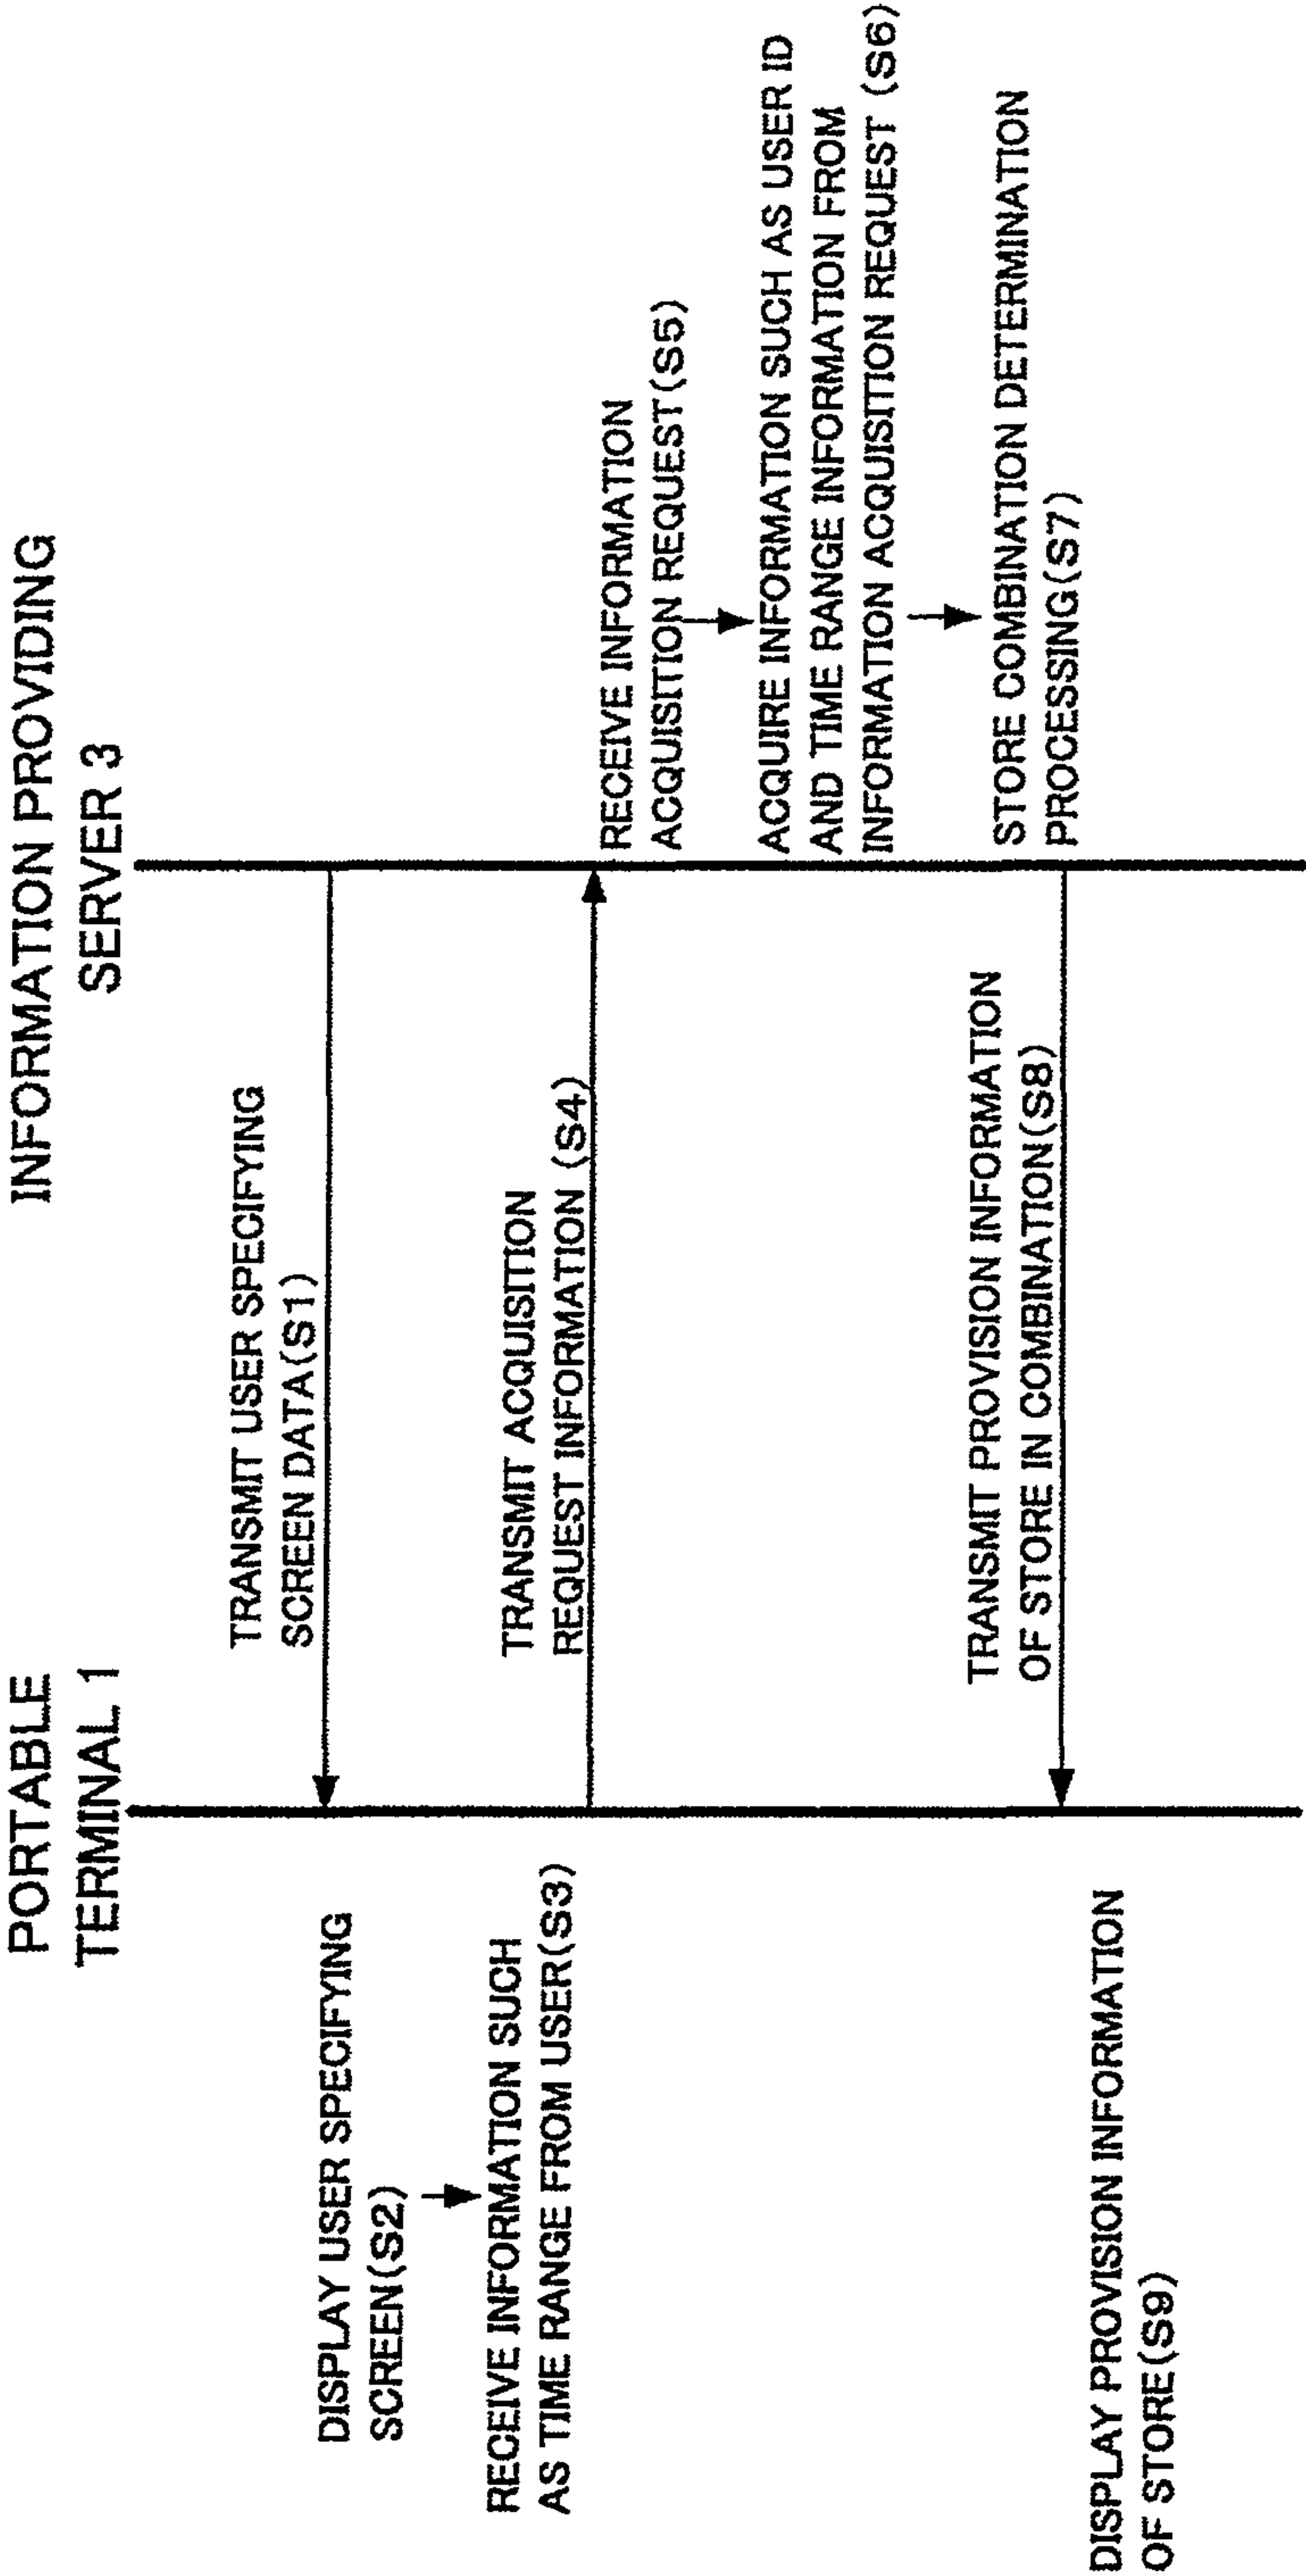 PORTABLE
TERMINAL 1
INFORMATION PROVIDING
SERVER 3
TRANSMIT USER SPECIFYING
SCREEN DATA(S1)
DISPLAY USER SPECIFYING
SCREEN(S2)
RECEIVE INFORMATION SUCH
AS TIME RANGE FROM USER(S3)
TRANSMIT ACQUISITION
REQUEST INFORMATION (S4)
RECEIVE INFORMATION
ACQUISITION REQUEST(S5)
ACQUIRE INFORMATION SUCH AS USER ID
AND TIME RANGE INFORMATION FROM
INFORMATION ACQUISITION REQUEST (S6)
STORE COMBINATION DETERMINATION
PROCESSING(S7)
TRANSMIT PROVISION INFORMATION
OF STORE IN COMBINATION(S8)
DISPLAY PROVISION INFORMATION
OF STORE(S9)